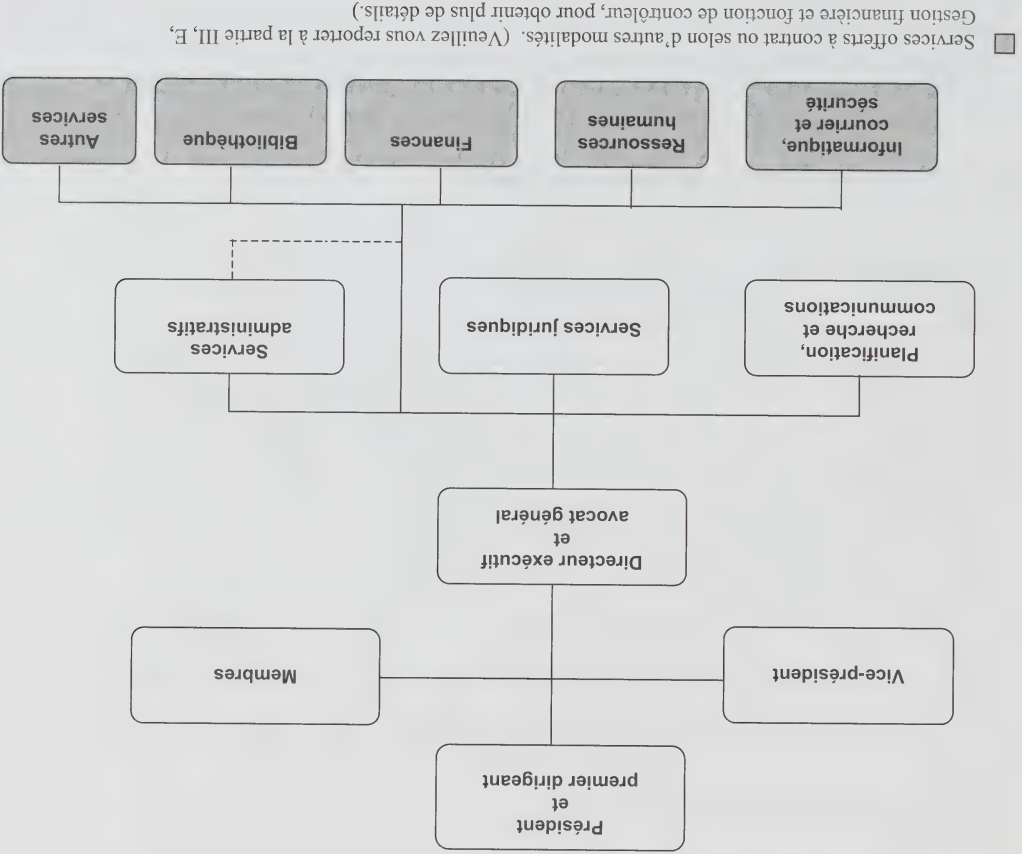 Président
et
premier dirigeant
Vice-président
Membres
Directeur exécutif
et
avocat général
Planification,
recherche et
communications
Services juridiques
Services
administratifs
Informatique,
courrier et
sécurité
Ressources
humaines
Finances
Bibliothèque
Autres
services
Services offerts à contrat ou selon d'autres modalités. (Veuillez vous reporter à la partie III, E,
Gestion financière et fonction de contrôleur, pour obtenir plus de détails.)